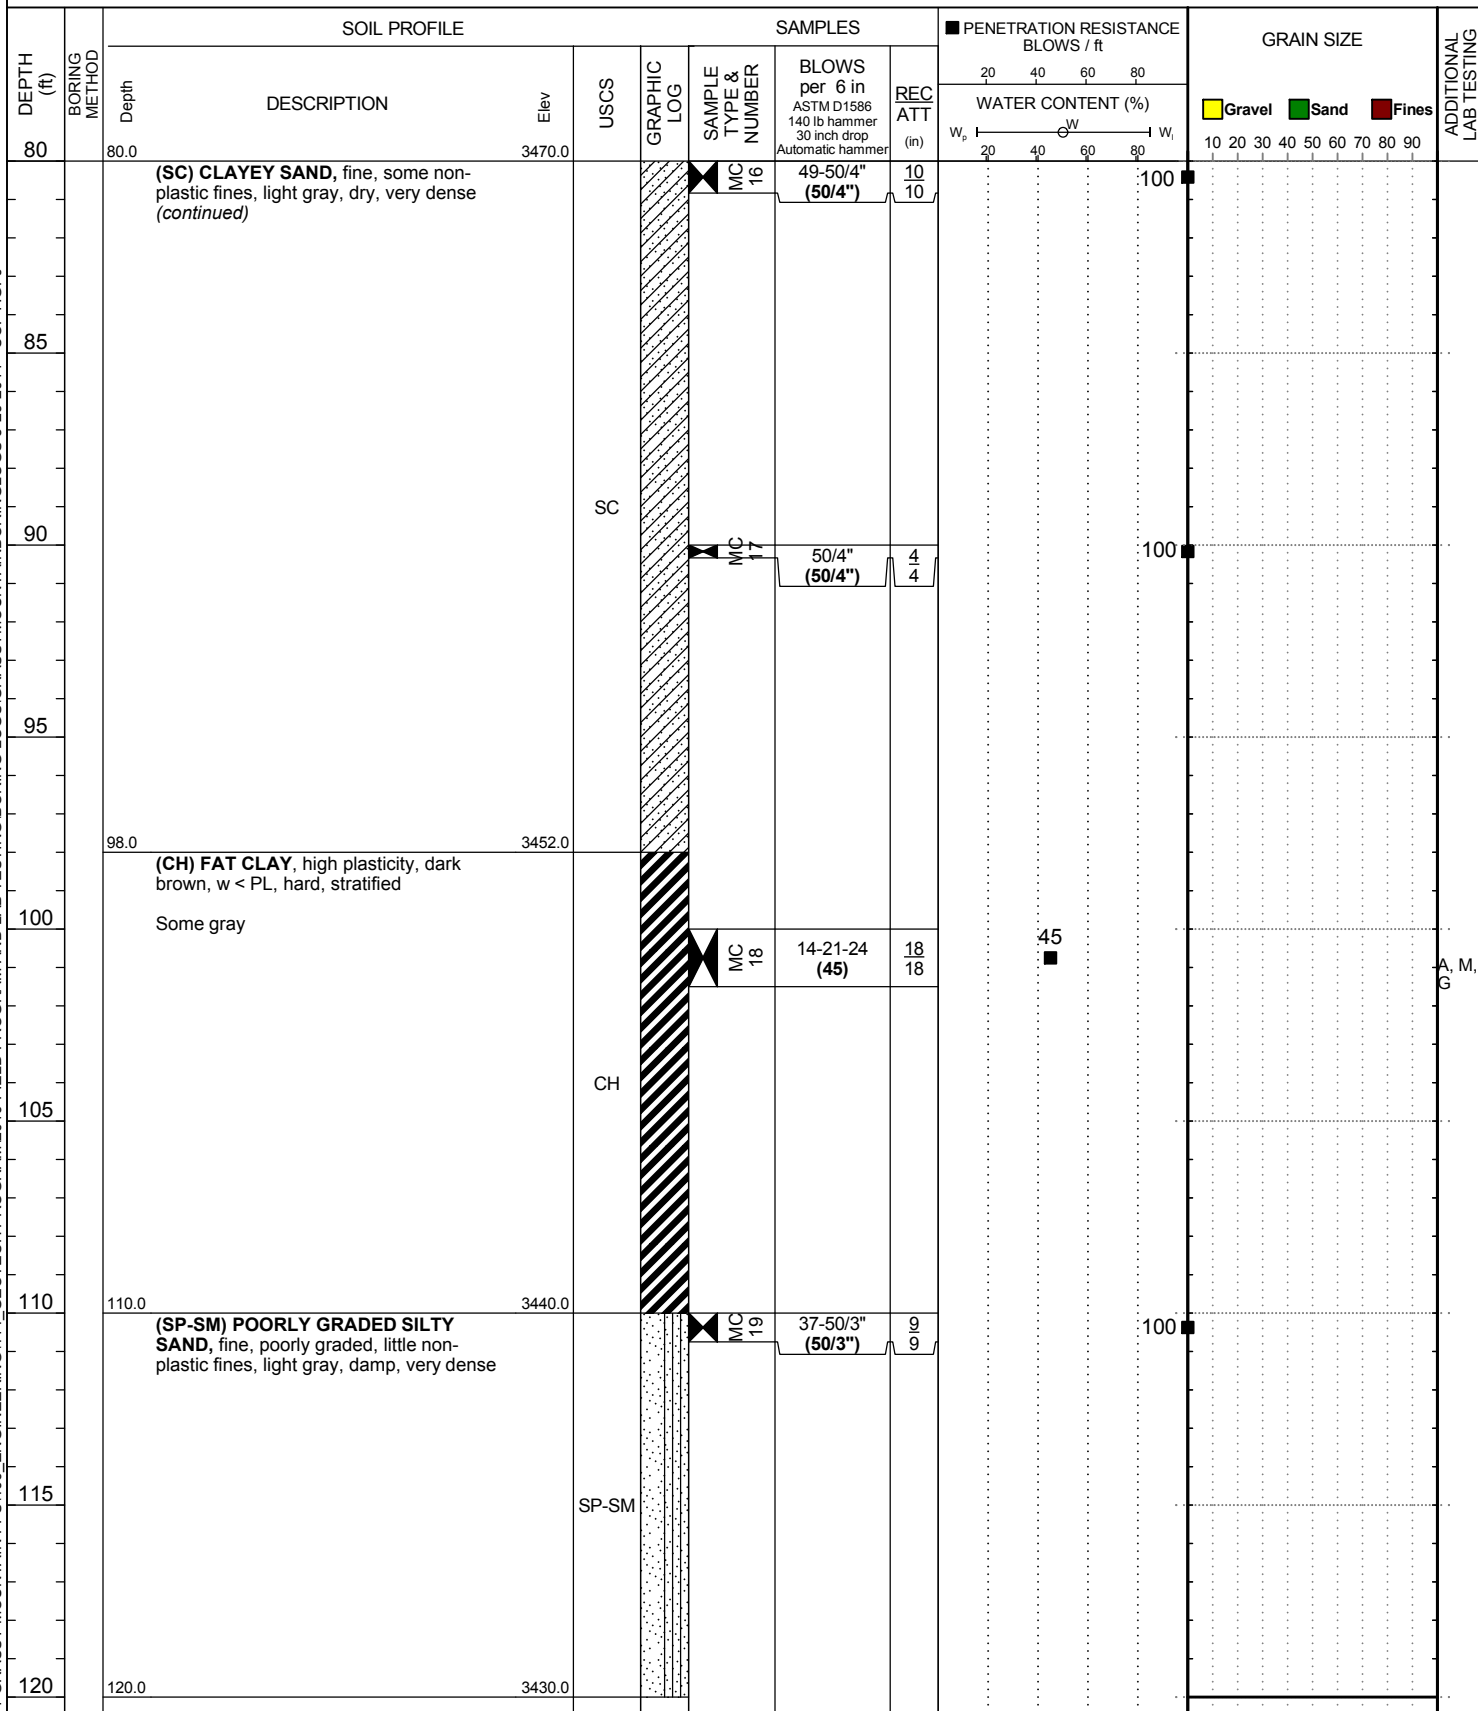 SOIL PROFILE
SAMPLES
PENETRATION RESISTANCE
BLOWS / ft
20 40 60 80
WATER CONTENT (%)
Wp W Wl
20 40 60 80
GRAIN SIZE
Gravel Sand Fines
10 20 30 40 50 60 70 80 90
ADDITIONAL
LAB TESTING
DEPTH
(ft)
BORING
METHOD
Depth
DESCRIPTION
Elev
USCS
GRAPHIC
LOG
SAMPLE
TYPE &
NUMBER
BLOWS
per 6 in
ASTM D1586
140 lb hammer
30 inch drop
Automatic hammer
REC
ATT
(in)
80
80.0 3470.0
(SC) CLAYEY SAND, fine, some non-
plastic fines, light gray, dry, very dense
(continued)
MC
16
49-50/4"
(50/4")
10
10
100
85
SC
90
MC
17
50/4"
(50/4")
4
4
100
95
98.0 3452.0
(CH) FAT CLAY, high plasticity, dark
brown, w < PL, hard, stratified
100
Some gray
MC
18
14-21-24
(45)
18
18
45
A, M,
G
CH
105
110
110.0 3440.0
(SP-SM) POORLY GRADED SILTY
SAND, fine, poorly graded, little non-
plastic fines, light gray, damp, very dense
MC
19
37-50/3"
(50/3")
9
9
100
115
SP-SM
120
120.0 3430.0